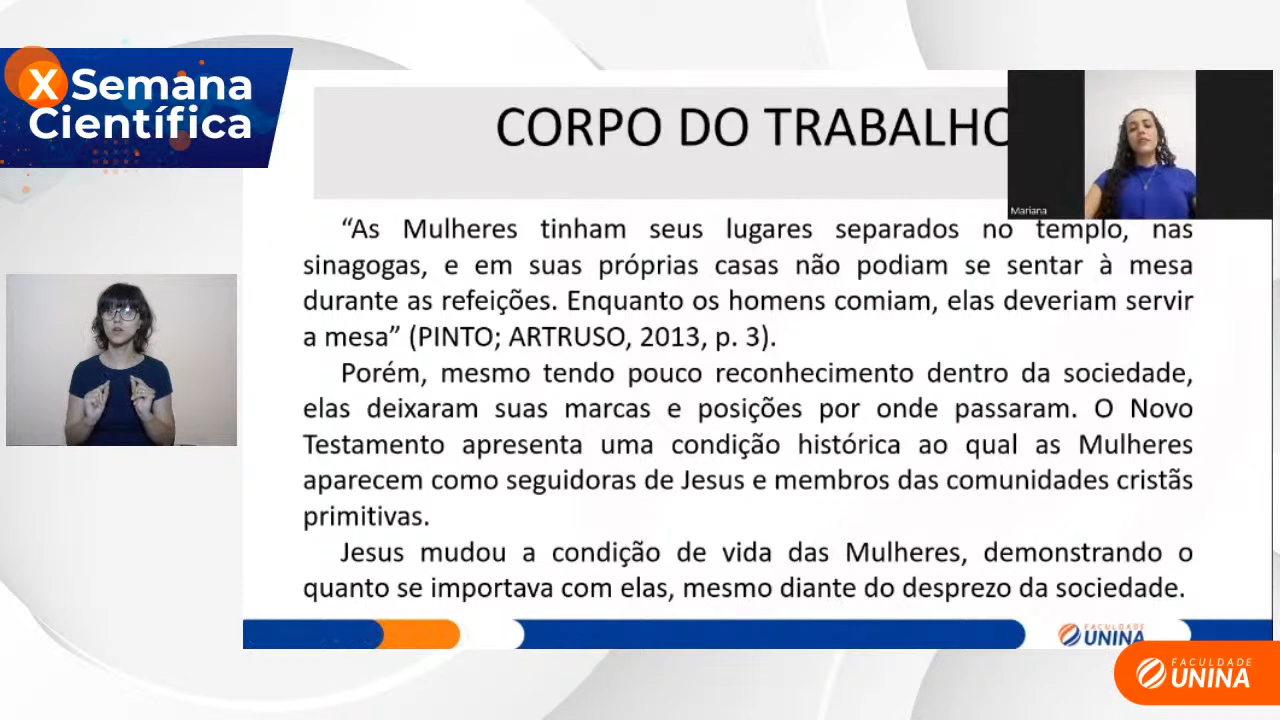 X Semana
Científica
CORPO DO TRABALHO
Mariana
“As Mulheres tinham seus lugares separados no templo, nas
sinagogas, e em suas próprias casas não podiam se sentar à mesa
durante as refeições. Enquanto os homens comiam, elas deveriam servir
a mesa” (PINTO; ARTRUSO, 2013, p. 3).
Porém, mesmo tendo pouco reconhecimento dentro da sociedade,
elas deixaram suas marcas e posições por onde passaram. O Novo
Testamento apresenta uma condição histórica ao qual as Mulheres
aparecem como seguidoras de Jesus e membros das comunidades cristãs
primitivas.
Jesus mudou a condição de vida das Mulheres, demonstrando o
quanto se importava com elas, mesmo diante do desprezo da sociedade.
FACULDADE
UNINA
FACULDADE
UNINA